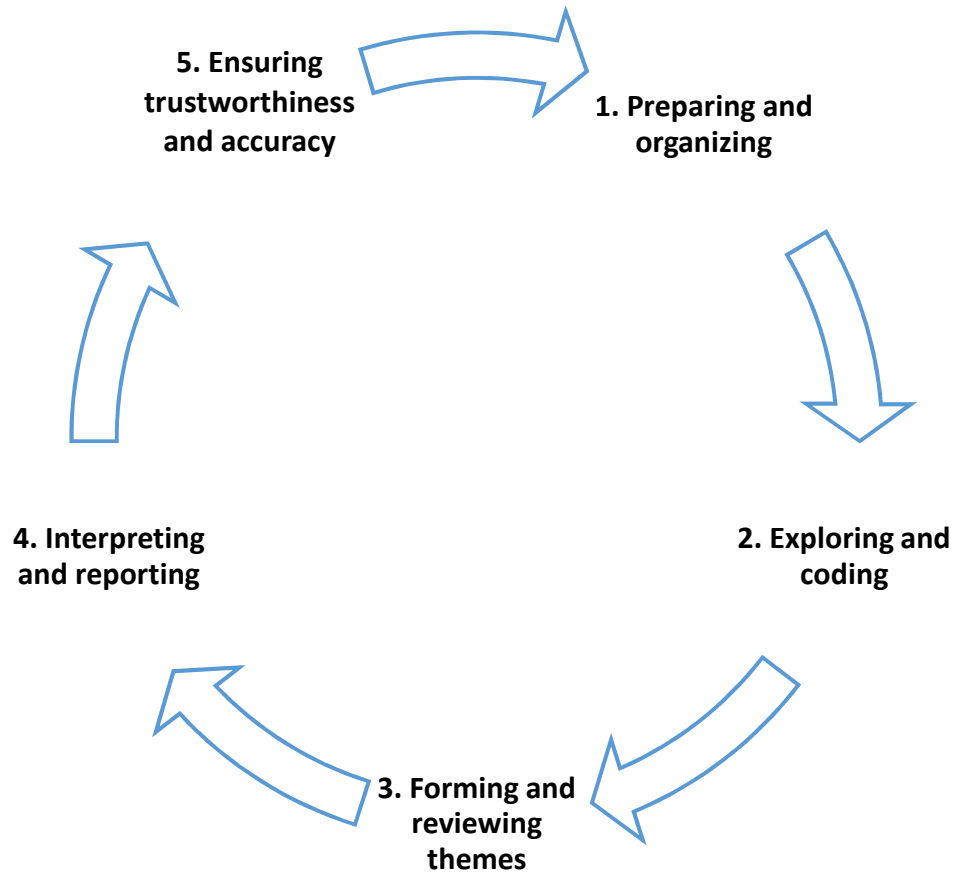 5. Ensuring
trustworthiness
and accuracy
1. Preparing and
organizing
2. Exploring and
coding
3. Forming and
reviewing
themes
4. Interpreting
and reporting